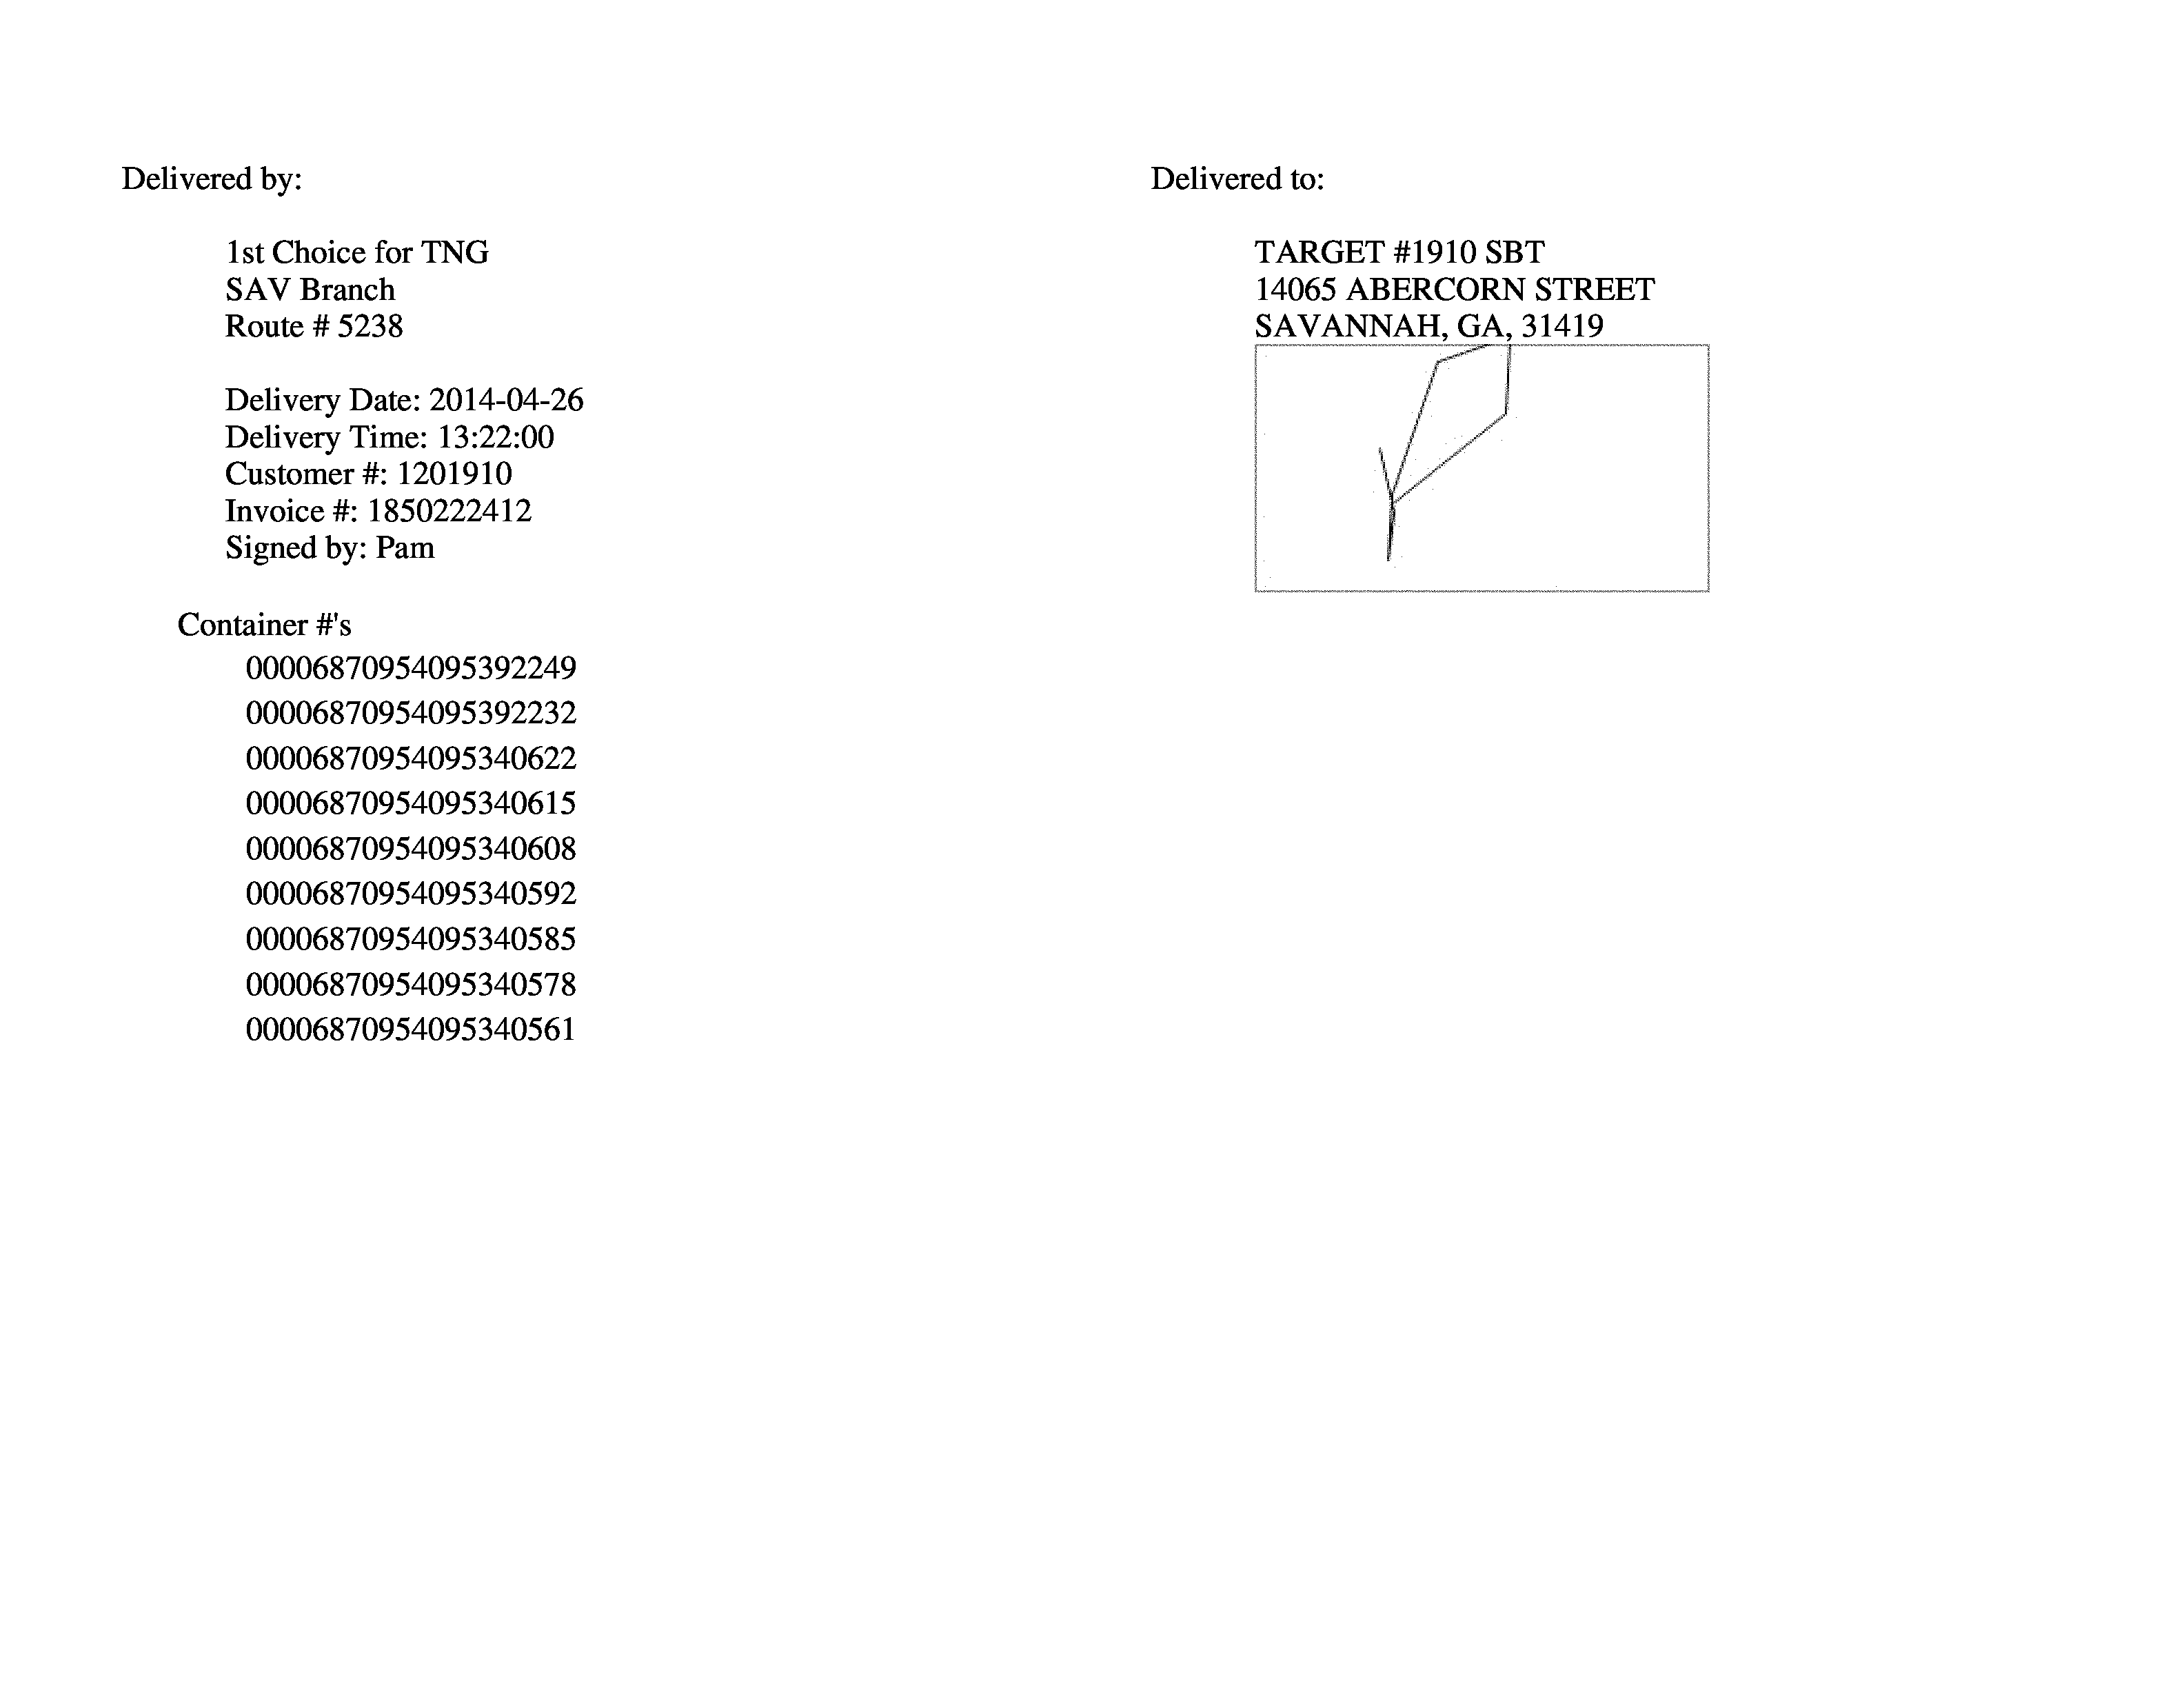 Delivered by:
1st Choice for TNG
SAV Branch
Route # 5238
Delivery Date: 2014-04-26
Delivery Time: 13:22:00
Customer #: 1201910
Invoice #: 1850222412
Signed by: Pam
Container #'s
00006870954095392249
00006870954095392232
00006870954095340622
00006870954095340615
00006870954095340608
00006870954095340592
00006870954095340585
00006870954095340578
00006870954095340561
Delivered to:
TARGET #1910 SBT
14065 ABERCORN STREET
SAVANNAH, GA, 31419